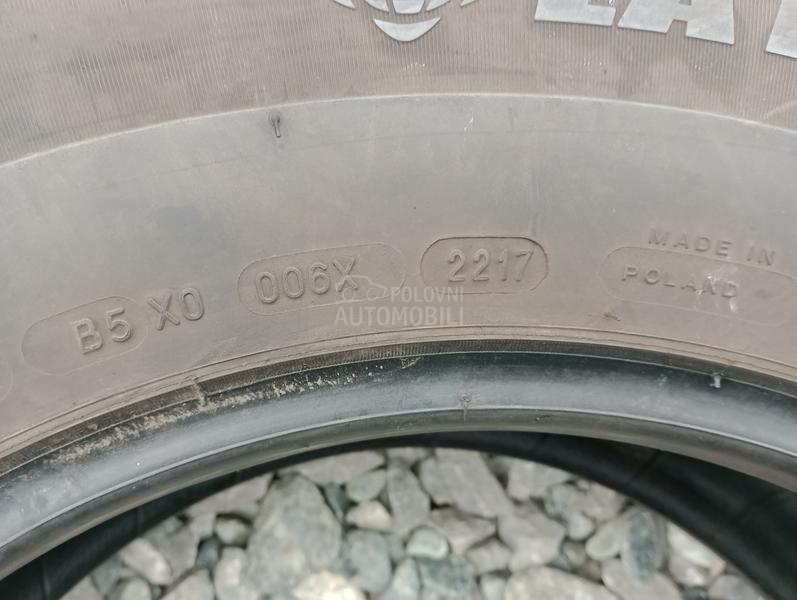 B5 X0 006X 2217
MADE IN
POLAND
POLOVNI
AUTOMOBILI